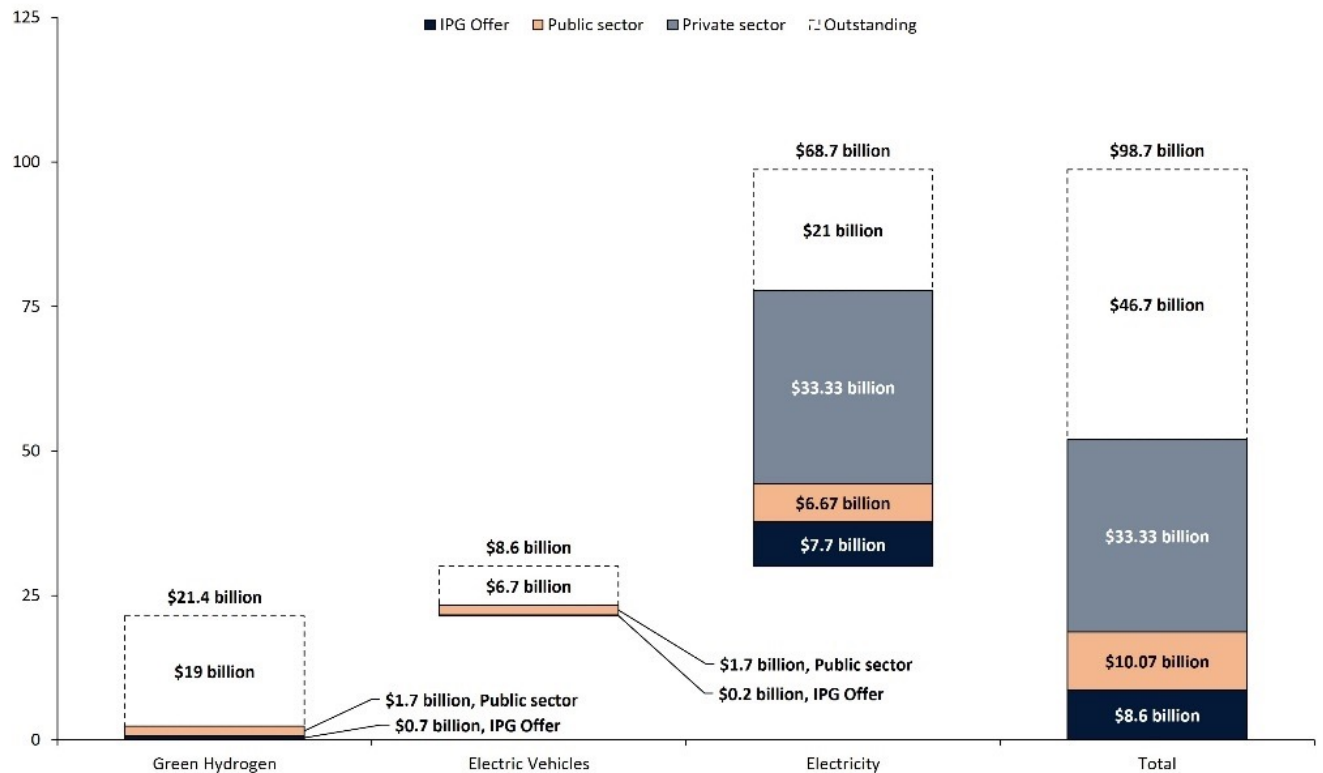 125
IPG Offer
Public sector
Private sector
Outstanding
100
75
50
25
0
$21.4 billion
$19 billion
$1.7 billion, Public sector
$0.7 billion, IPG Offer
$8.6 billion
$6.7 billion
$1.7 billion, Public sector
$0.2 billion, IPG Offer
$68.7 billion
$21 billion
$33.33 billion
$6.67 billion
$7.7 billion
$98.7 billion
$46.7 billion
$33.33 billion
$10.07 billion
$8.6 billion
Green Hydrogen
Electric Vehicles
Electricity
Total